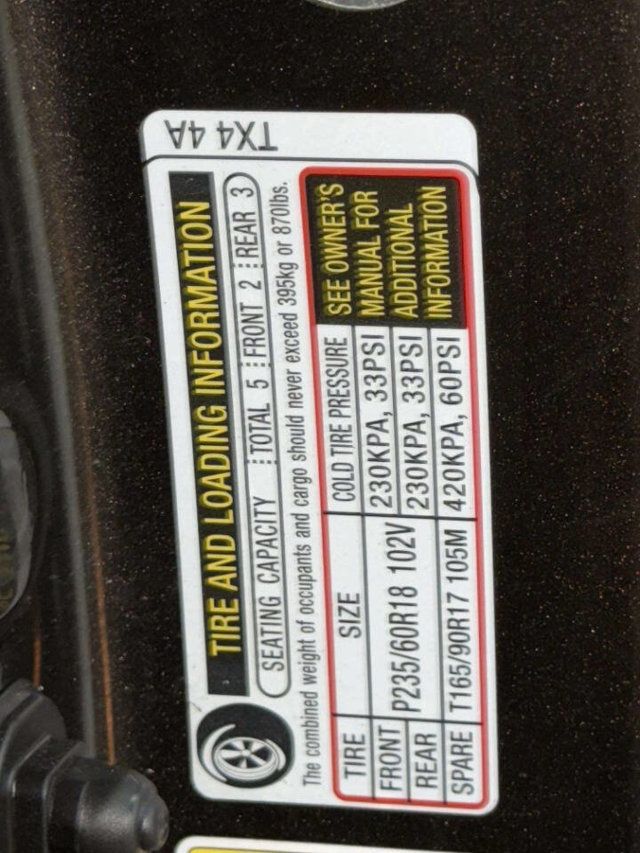 TIRE AND LOADING INFORMATION
SEATING CAPACITY TOTAL 5 FRONT 2 REAR 3
The combined weight of occupants and cargo should never exceed 395kg or 870lbs.
TIRE SIZE COLD TIRE PRESSURE
FRONT P235/60R18 102V 230KPA, 33PSI
REAR 230KPA, 33PSI
SPARE T165/90R17 105M 420KPA, 60PSI
SEE OWNER'S
MANUAL FOR
ADDITIONAL
INFORMATION
TX4 4A